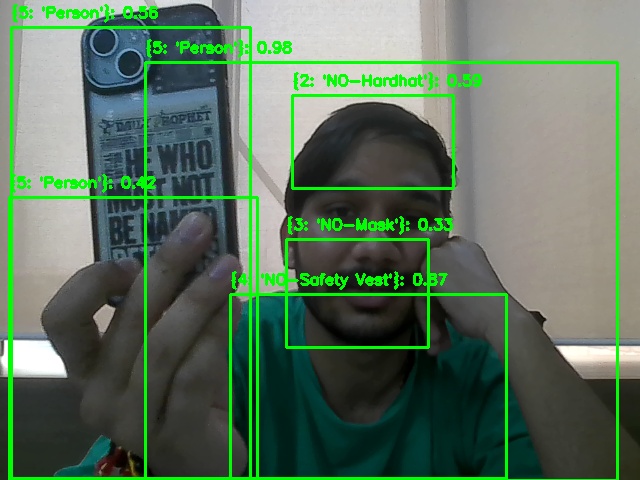 {5: 'Person'}: 0.56
{5: 'Person'}: 0.98
{2: 'NO-Hardhat'}: 0.59
DAILY PROPHET
HE WHO
MUST NOT
BE NAMED
{5: 'Person'}: 0.42
{3: 'NO-Mask'}: 0.33
{4: 'NO-Safety Vest'}: 0.87